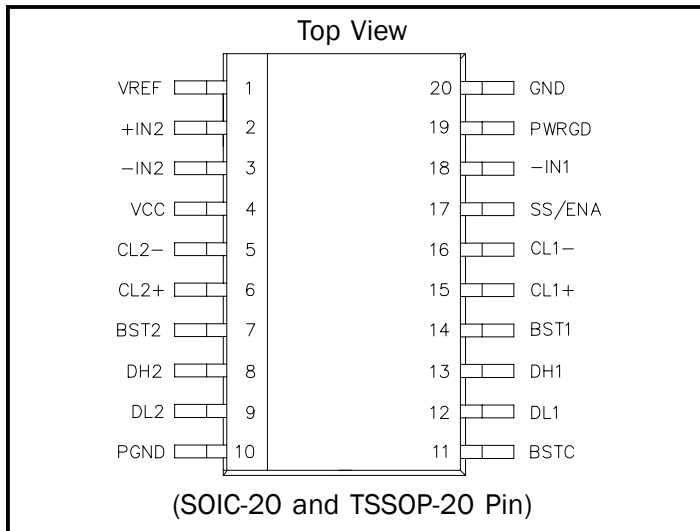 Top View
VREF 1 20 GND
+IN2 2 19 PWRGD
-IN2 3 18 -IN1
VCC 4 17 SS/ENA
CL2- 5 16 CL1-
CL2+ 6 15 CL1+
BST2 7 14 BST1
DH2 8 13 DH1
DL2 9 12 DL1
PGND 10 11 BSTC
(SOIC-20 and TSSOP-20 Pin)